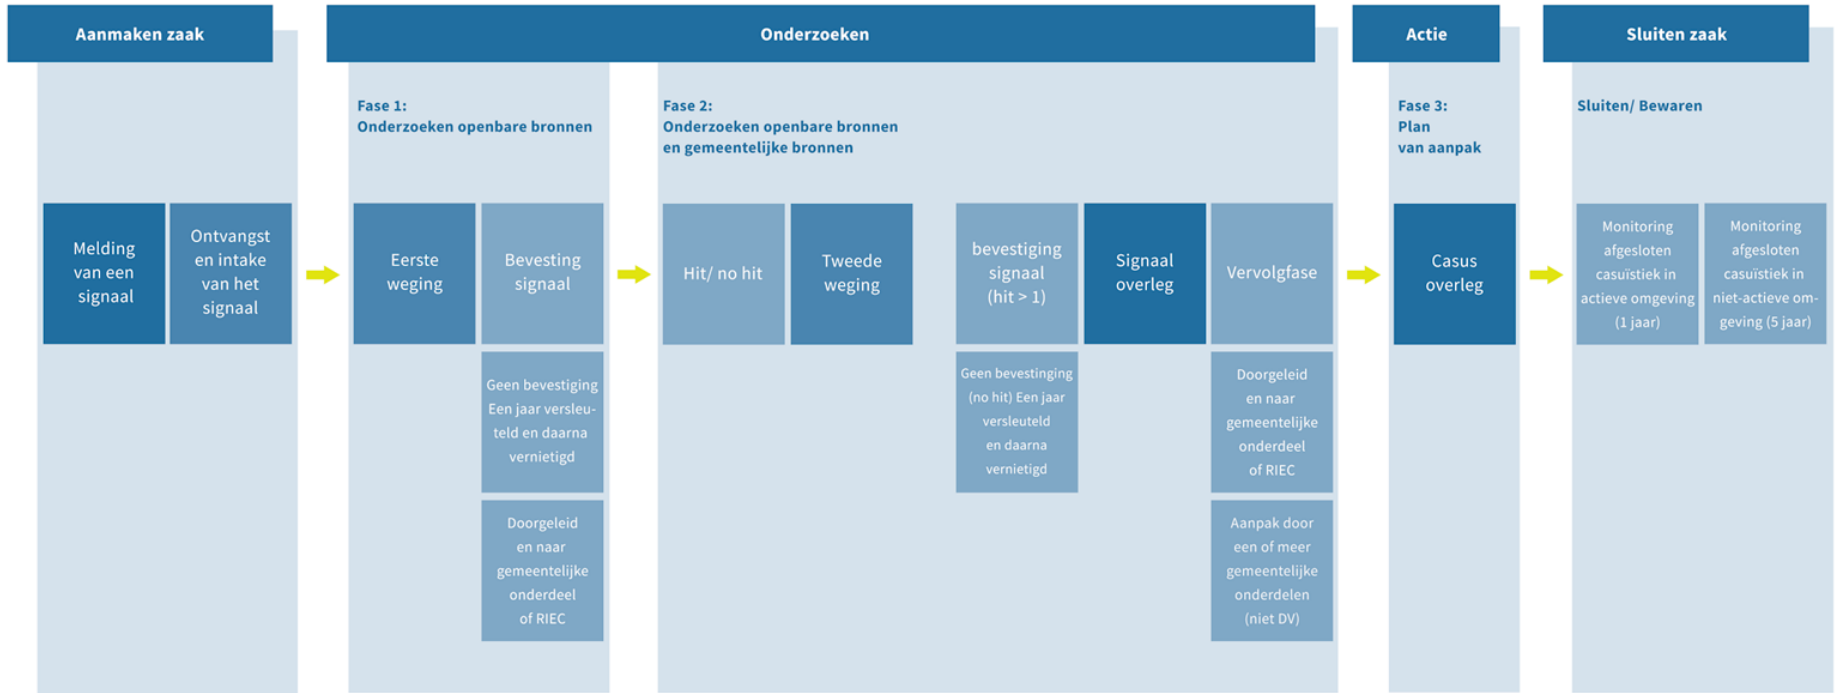 Aanmaken zaak
Onderzoeken
Actie
Sluiten zaak
Fase 1:
Onderzoeken openbare bronnen
Fase 2:
Onderzoeken openbare bronnen
en gemeentelijke bronnen
Fase 3:
Plan
van aanpak
Sluiten/ Bewaren
Melding
van een
signaal
Ontvangst
en intake
van het
signaal
Eerste
weging
Bevesting
signaal
Hit/ no hit
Tweede
weging
bevestiging
signaal
(hit > 1)
Signaal
overleg
Vervolgfase
Casus
overleg
Monitoring
afgesloten
casuïstiek in
actieve omgeving
(1 jaar)
Monitoring
afgesloten
casuïstiek in
niet-actieve om-
geving (5 jaar)
Geen bevestiging
Een jaar versleu-
teld en daarna
vernietigd
Geen bevestinging
(no hit) Een jaar
versleuteld
en daarna
vernietigd
Doorgeleid
en naar
gemeentelijke
onderdeel
of RIEC
Doorgeleid
en naar
gemeentelijke
onderdeel
of RIEC
Aanpak door
een of meer
gemeentelijke
onderdelen
(niet DV)